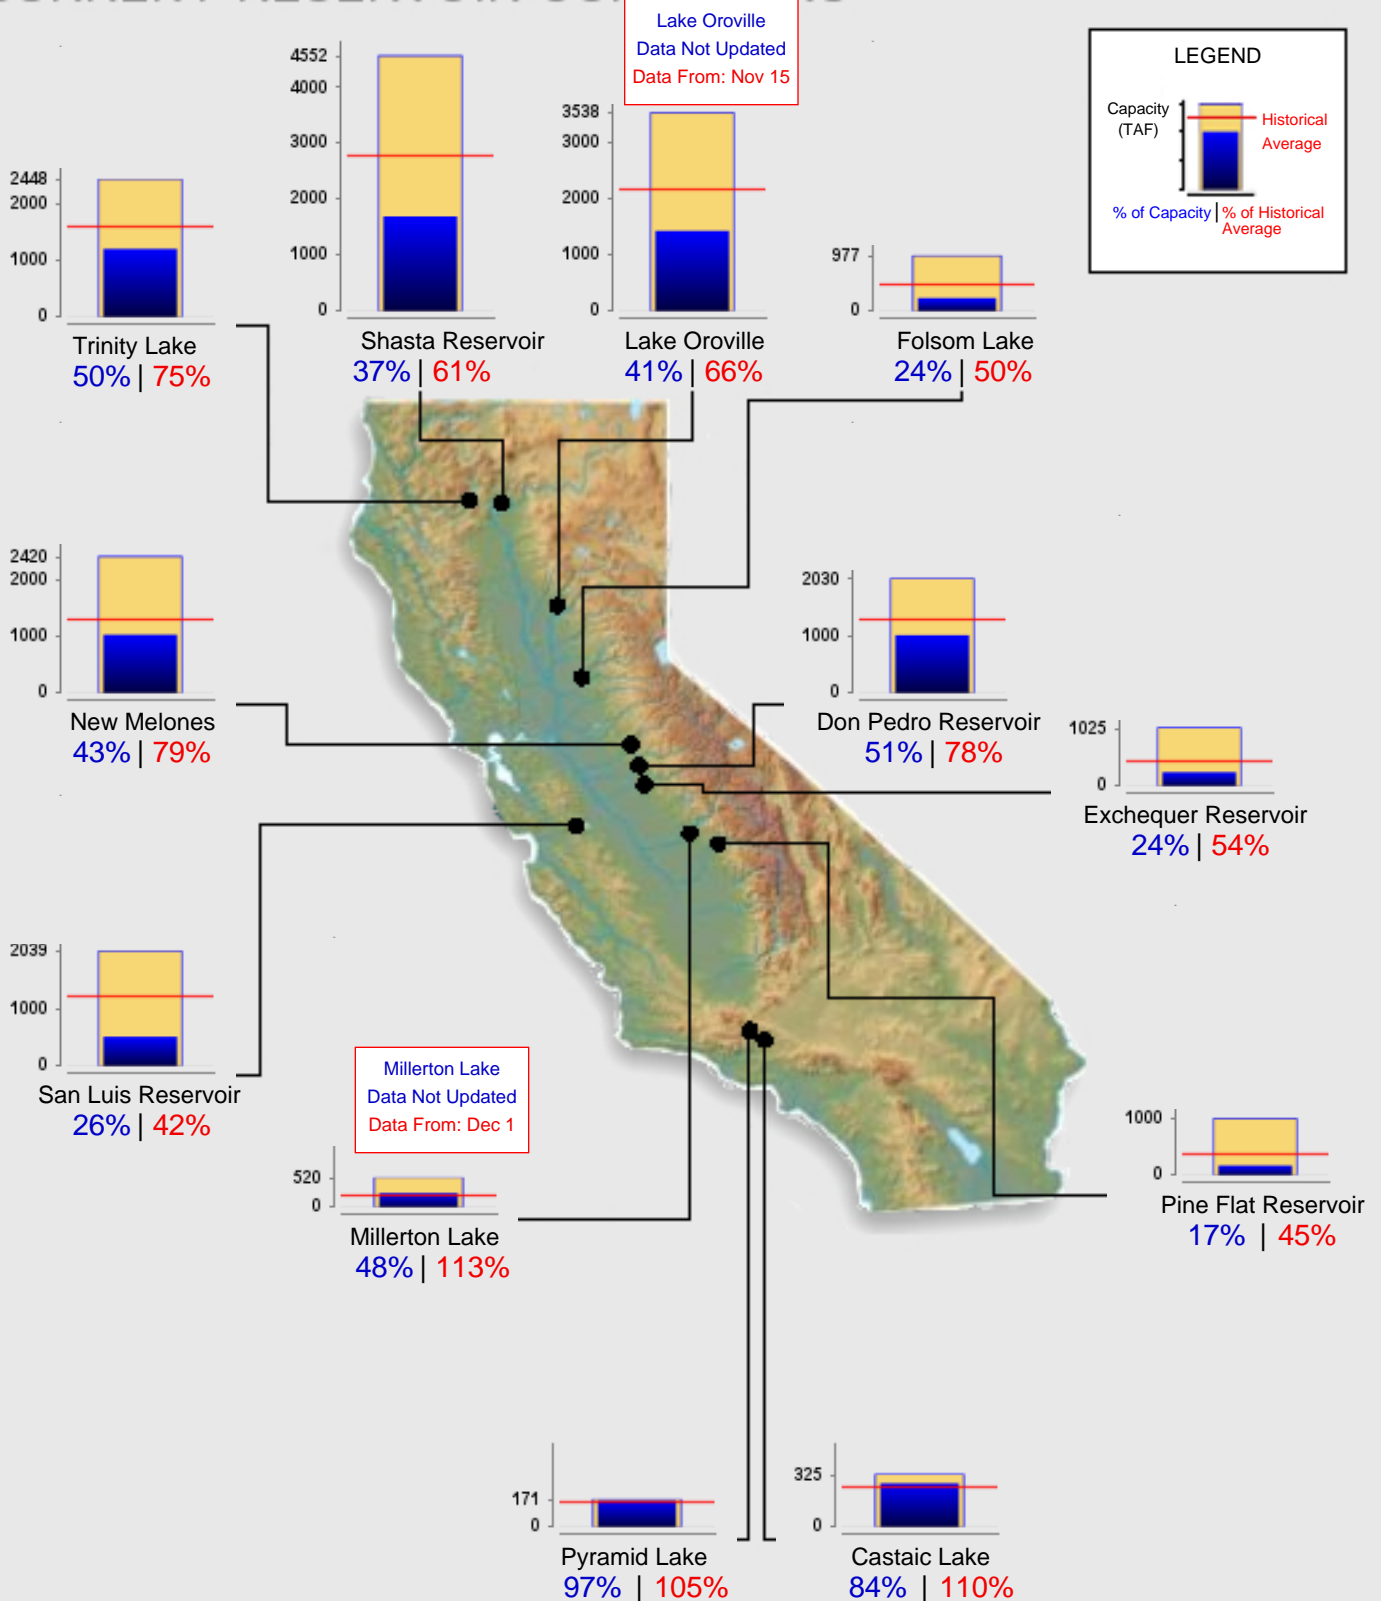 Lake Oroville
Data Not Updated
Data From: Nov 15
LEGEND
Capacity
(TAF)
Historical
Average
% of Capacity | % of Historical
Average
4552
4000
3000
2000
1000
0
Shasta Reservoir
37% | 61%
3538
3000
2000
1000
0
Lake Oroville
41% | 66%
2448
2000
1000
0
Trinity Lake
50% | 75%
977
0
Folsom Lake
24% | 50%
2420
2000
1000
0
New Melones
43% | 79%
2030
1000
0
Don Pedro Reservoir
51% | 78%
1025
0
Exchequer Reservoir
24% | 54%
2039
1000
0
San Luis Reservoir
26% | 42%
Millerton Lake
Data Not Updated
Data From: Dec 1
520
0
Millerton Lake
48% | 113%
1000
0
Pine Flat Reservoir
17% | 45%
171
0
Pyramid Lake
97% | 105%
325
0
Castaic Lake
84% | 110%